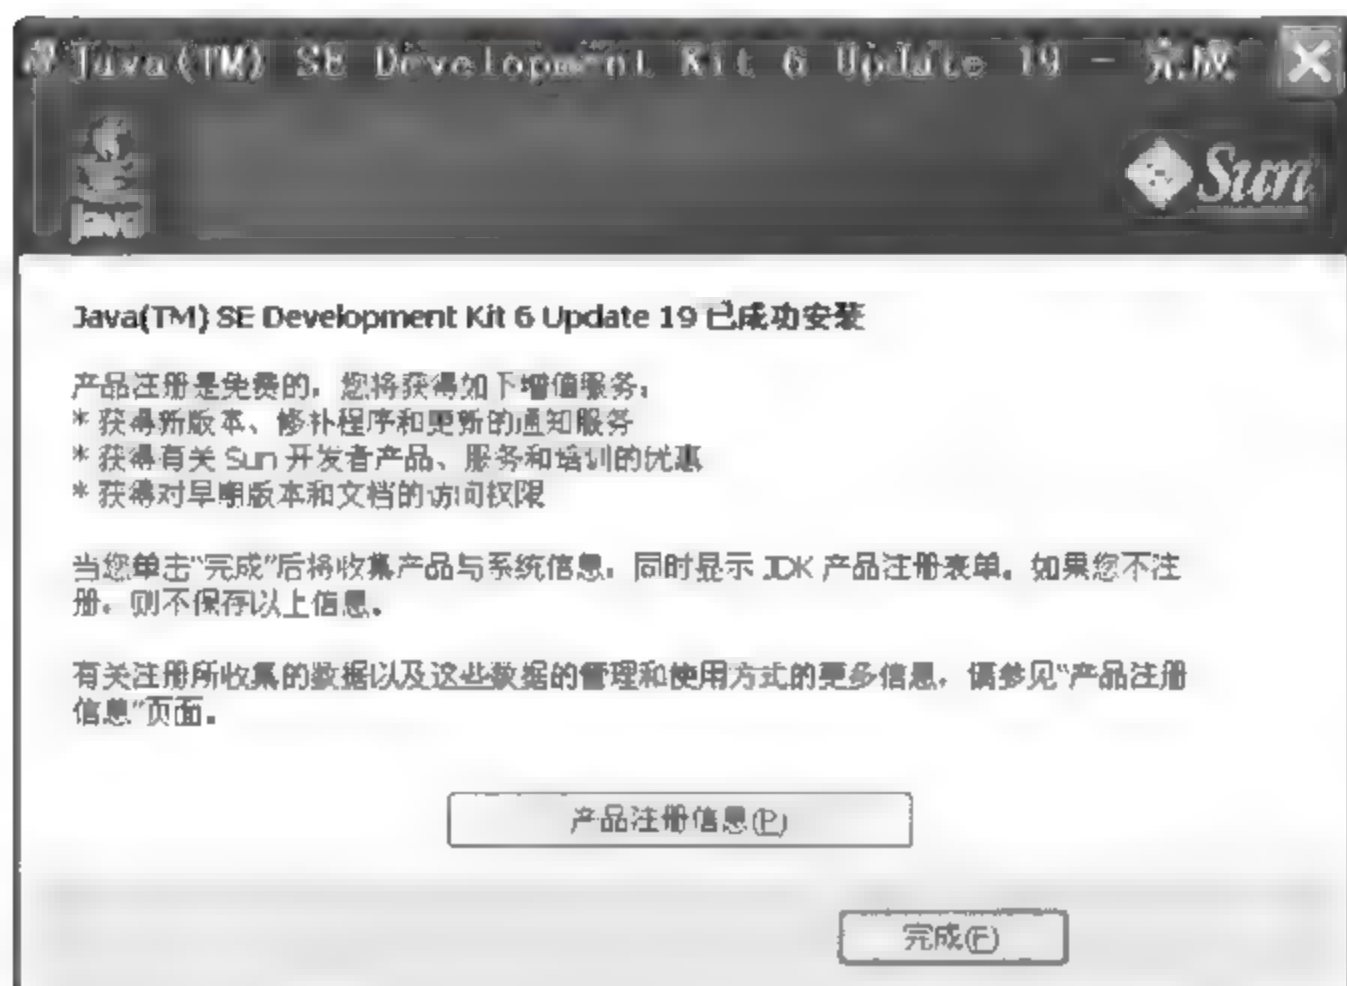 Java(TM) SE Development Kit 6 Update 19 - 完成
Java
Sun
Java(TM) SE Development Kit 6 Update 19 已成功安装
产品注册是免费的,您将获得如下增值服务:
* 获得新版本、修补程序和更新的通知服务
* 获得有关 Sun 开发者产品、服务和培训的优惠
* 获得对早期版本和文档的访问权限
当您单击“完成”后将收集产品与系统信息,同时显示 JDK 产品注册表单。如果您不注
册,则不保存以上信息。
有关注册所收集的数据以及这些数据的管理和使用方式的更多信息,请参见“产品注册
信息”页面。
产品注册信息(P)
完成(F)